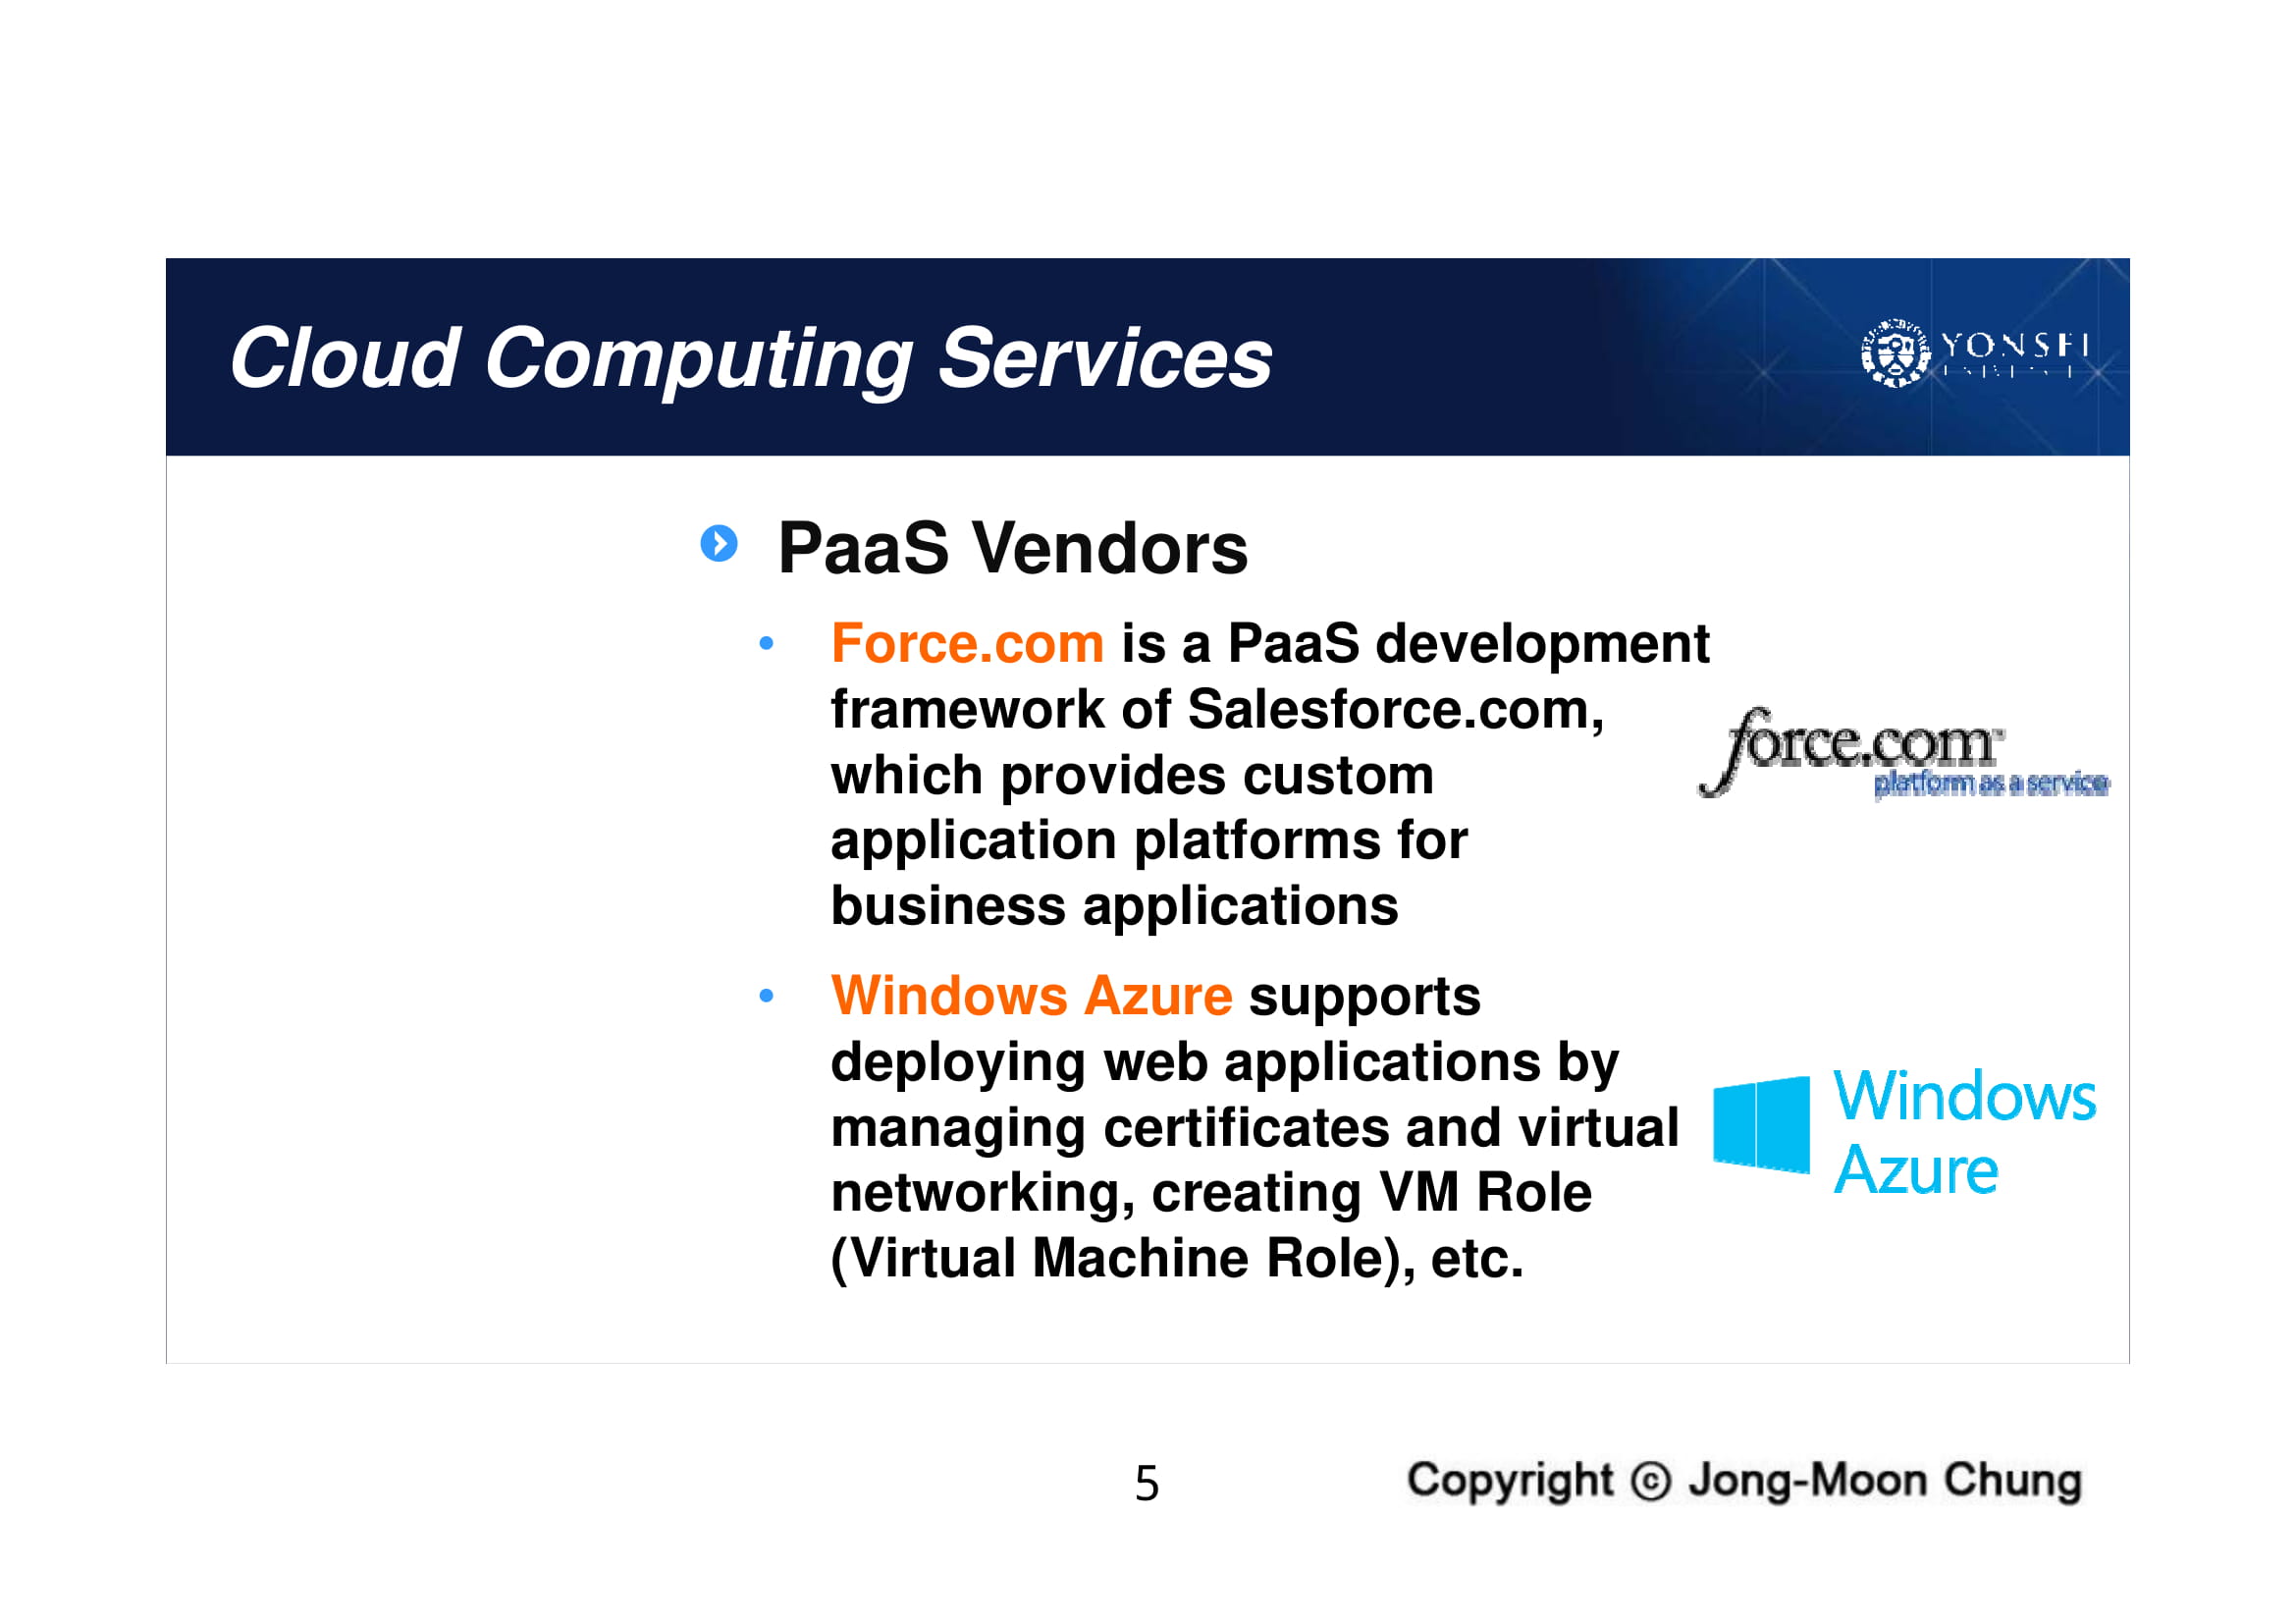 Cloud Computing Services
YONSEI
PaaS Vendors
• Force.com is a PaaS development
framework of Salesforce.com,
which provides custom
application platforms for
business applications
force.com
platform as a service
• Windows Azure supports
deploying web applications by
managing certificates and virtual
networking, creating VM Role
(Virtual Machine Role), etc.
Windows
Azure
5
Copyright ⓒ Jong-Moon Chung